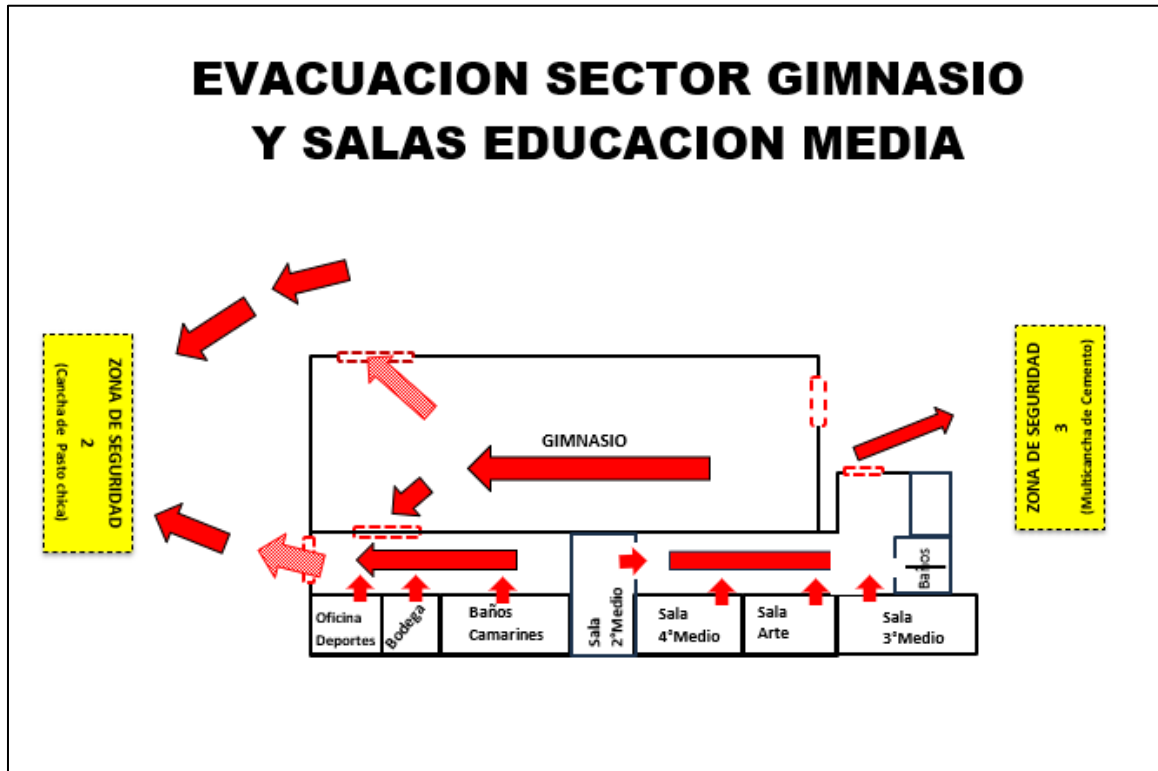 EVACUACION SECTOR GIMNASIO
Y SALAS EDUCACION MEDIA
ZONA DE SEGURIDAD
2
(Cancha de Pasto chica)
GIMNASIO
ZONA DE SEGURIDAD
3
(Multicancha de Cemento)
Oficina
Deportes
Bodega
Baños
Camarines
Sala
2°Medio
Sala
4°Medio
Sala
Arte
Sala
3°Medio
Baños